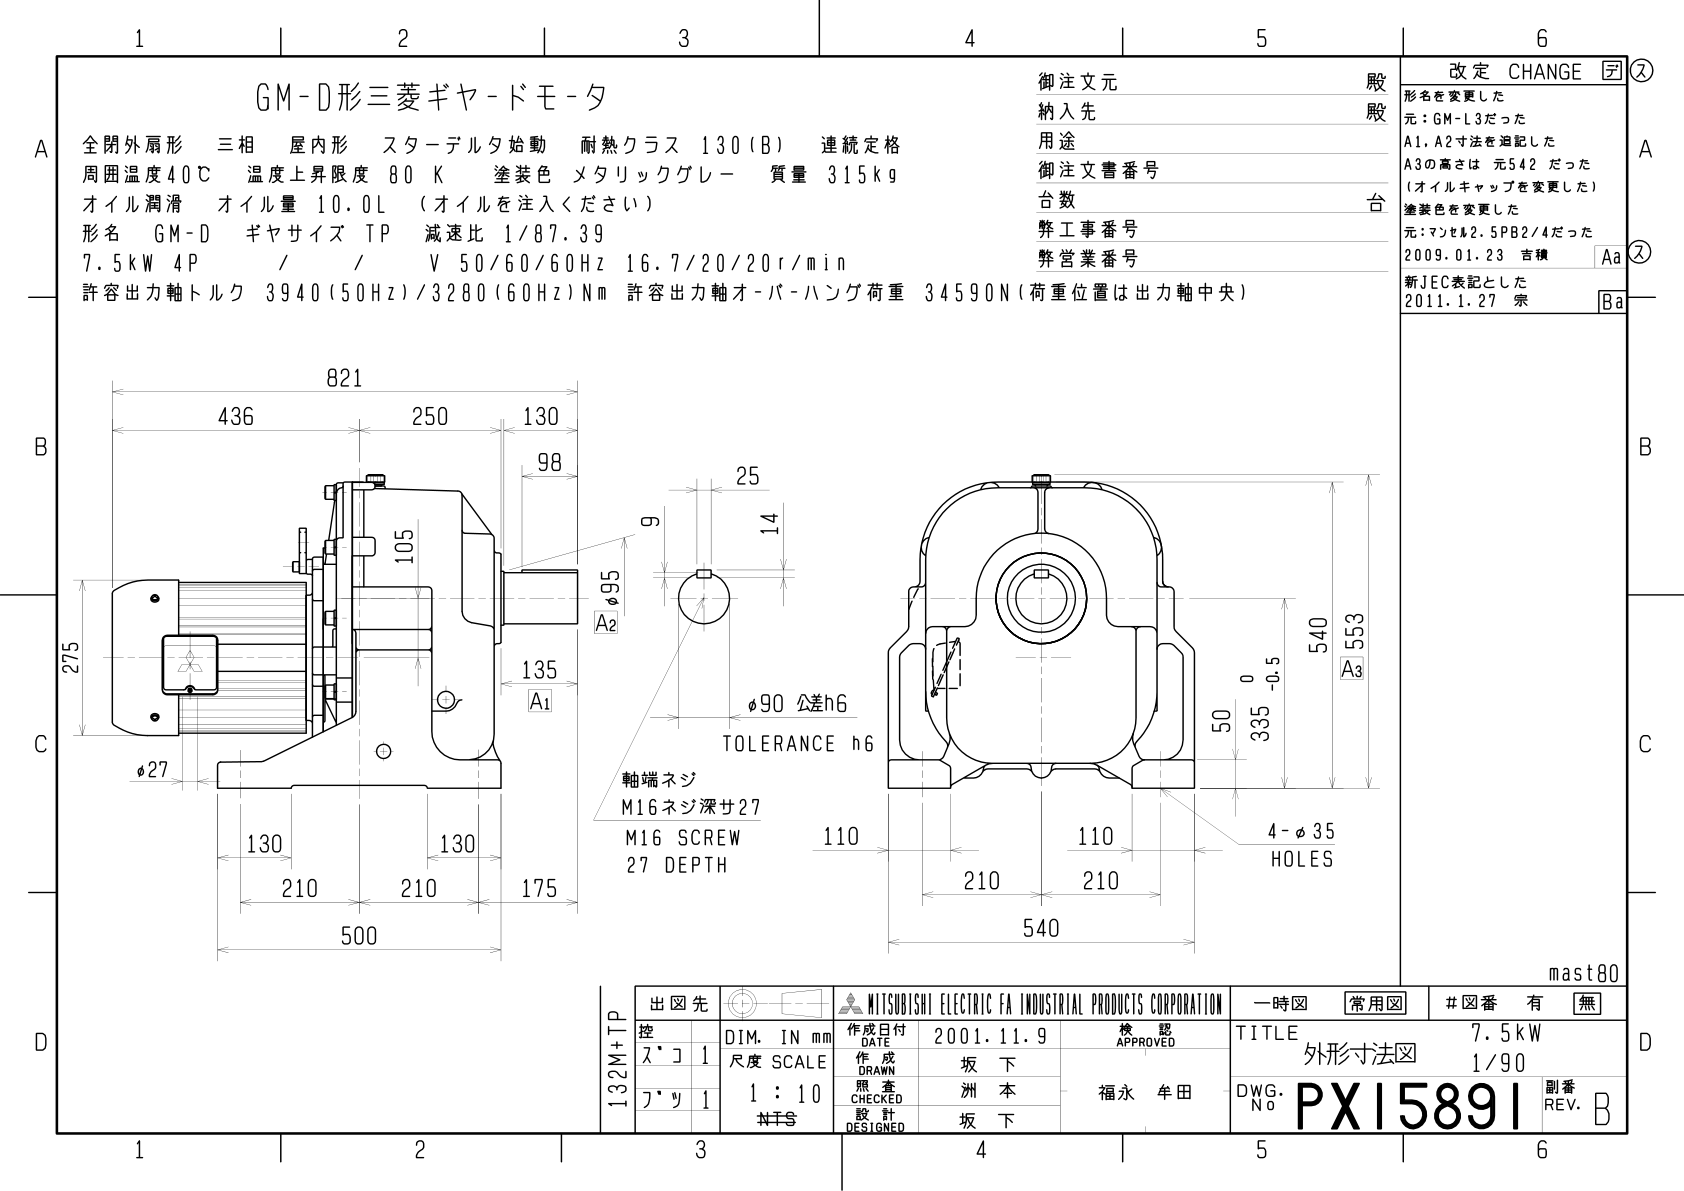 1 2 3 4 5 6
GM-D形三菱ギヤ-ドモ-タ
全閉外扇形 三相 屋内形 スターデルタ始動 耐熱クラス 130(B) 連続定格
周囲温度40℃ 温度上昇限度 80 K 塗装色 メタリックグレー 質量 315kg
オイル潤滑 オイル量 10.0L (オイルを注入ください)
形名 GM-D ギヤサイズ TP 減速比 1/87.39
7.5kW 4P / / V 50/60/60Hz 16.7/20/20r/min
許容出力軸トルク 3940(50Hz)/3280(60Hz)Nm 許容出力軸オ-バ-ハング荷重 34590N(荷重位置は出力軸中央)
御注文元 殿
納入先 殿
用途
御注文書番号
台数 台
弊工事番号
弊営業番号
改定 CHANGE デ ス
形名を変更した
元:GM-L3だった
A1,A2寸法を追記した
A3の高さは 元542 だった
(オイルキャップを変更した)
塗装色を変更した
元:マンセル2.5PB2/4だった
2009.01.23 吉積 Aa ス
新JEC表記とした
2011.1.27 宗 Ba
A A
B B
C C
D D
821
436 250 130
98
105
275
φ95
A2
135
A1
φ27
130 130
210 210 175
500
25
9
14
φ90 公差h6
TOLERANCE h6
軸端ネジ
M16ネジ深サ27
M16 SCREW
27 DEPTH
540
553
A3
0
335 -0.5
50
110 110
4-φ35
HOLES
210 210
540
mast80
132M+TP
出図先
控
ズコ 1
ブツ 1
DIM. IN mm
尺度 SCALE
1 : 10
NTS
MITSUBISHI ELECTRIC FA INDUSTRIAL PRODUCTS CORPORATION
作成日付
DATE
2001.11.9
作 成
DRAWN
坂 下
照 査
CHECKED
洲 本
設 計
DESIGNED
坂 下
検 認
APPROVED
福永 牟田
一時図 常用図 #図番 有 無
TITLE 7.5kW
外形寸法図 1/90
DWG.
No
PX15891
副番
REV.
B
1 2 3 4 5 6